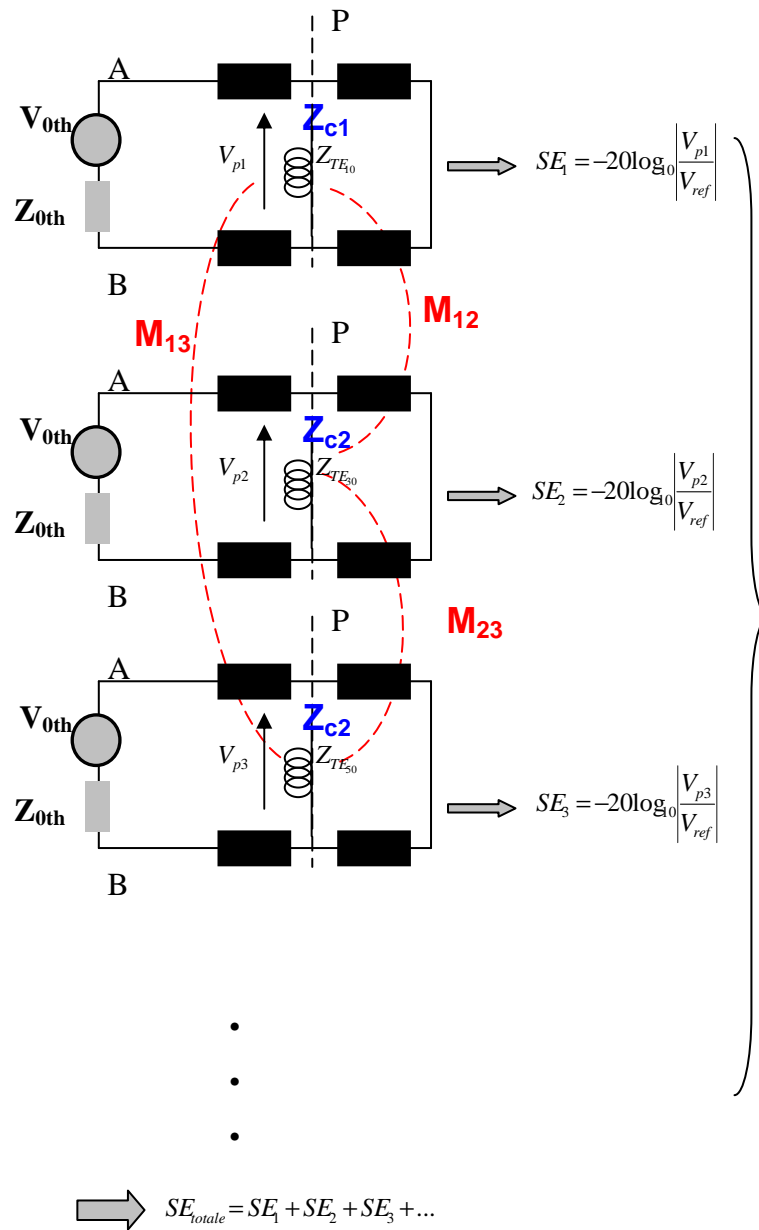 P
A
V0th
Zc1
Vp1
ZTE10
SE1 = −20log10|Vp1/Vref|
Z0th
B
M13
M12
P
A
V0th
Zc2
Vp2
ZTE30
SE2 = −20log10|Vp2/Vref|
Z0th
B
P
M23
A
V0th
Zc2
Vp3
ZTE50
SE3 = −20log10|Vp3/Vref|
Z0th
B
SEtotale = SE1 + SE2 + SE3 + ...